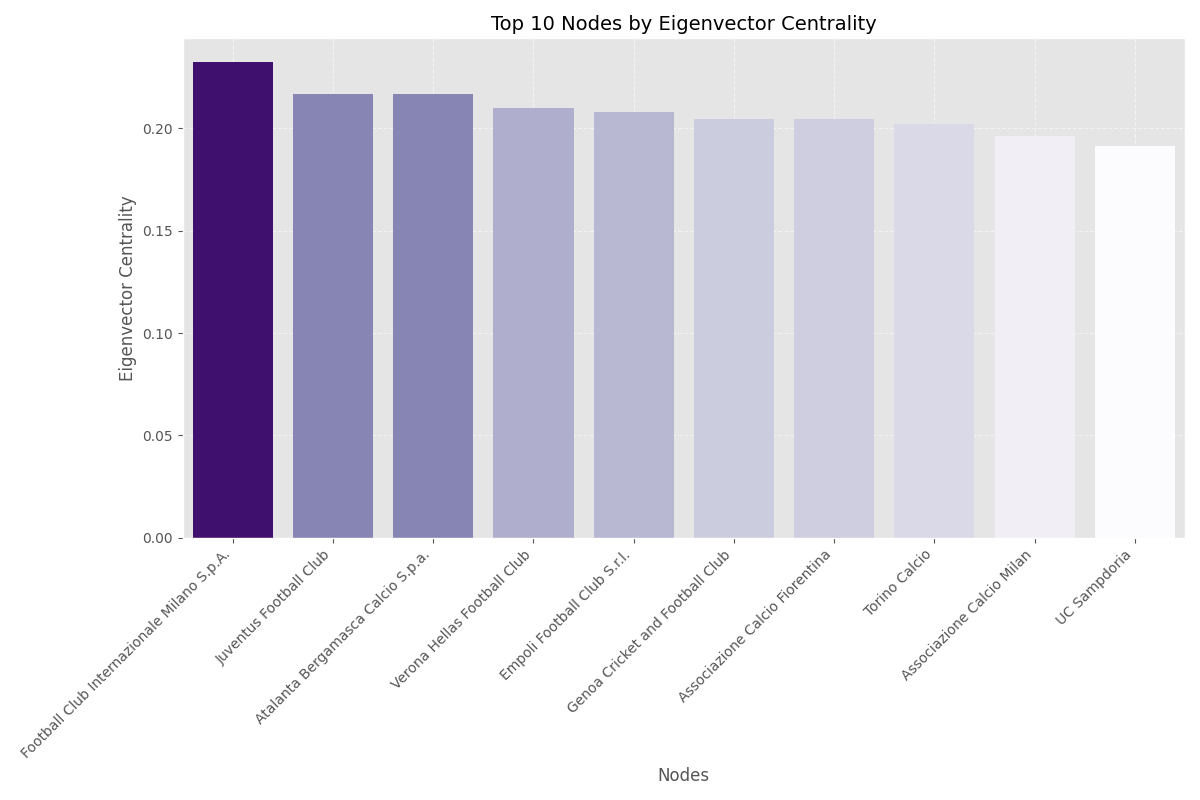 Top 10 Nodes by Eigenvector Centrality
Eigenvector Centrality
0.20
0.15
0.10
0.05
0.00
Football Club Internazionale Milano S.p.A.
Juventus Football Club
Atalanta Bergamasca Calcio S.p.a.
Verona Hellas Football Club
Empoli Football Club S.r.l.
Genoa Cricket and Football Club
Associazione Calcio Fiorentina
Torino Calcio
Associazione Calcio Milan
UC Sampdoria
Nodes